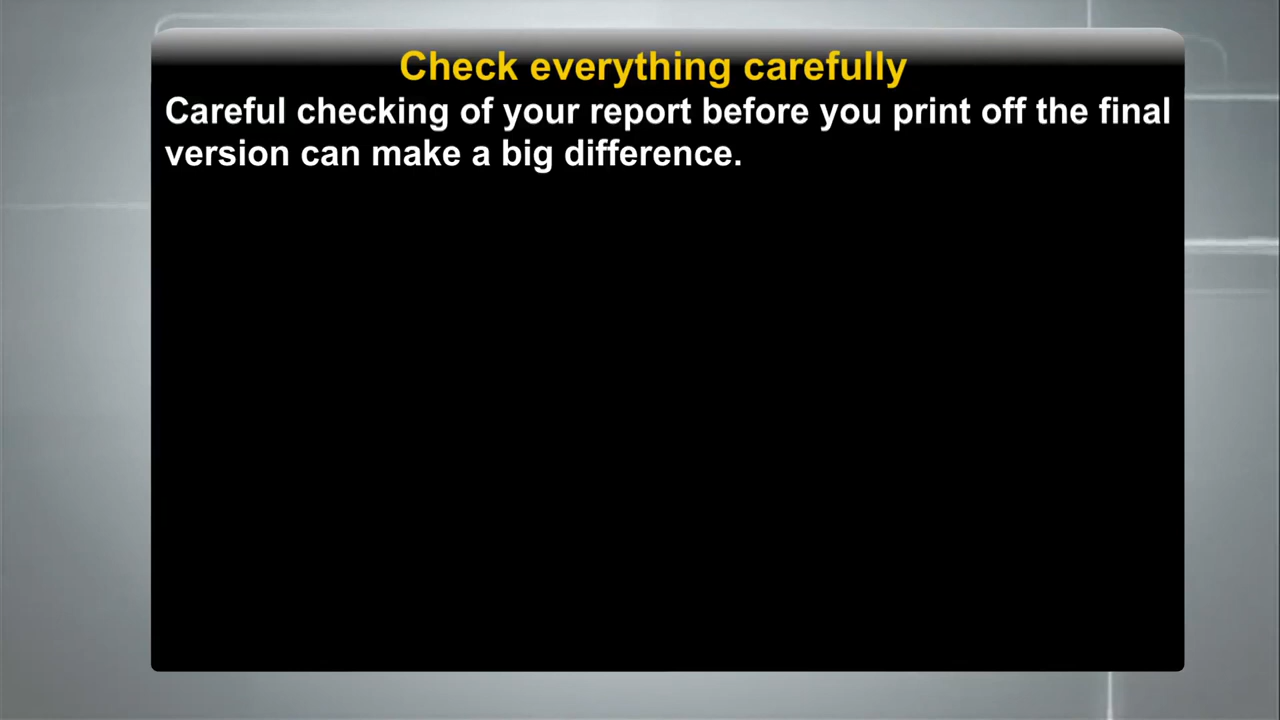 Check everything carefully
Careful checking of your report before you print off the final
version can make a big difference.